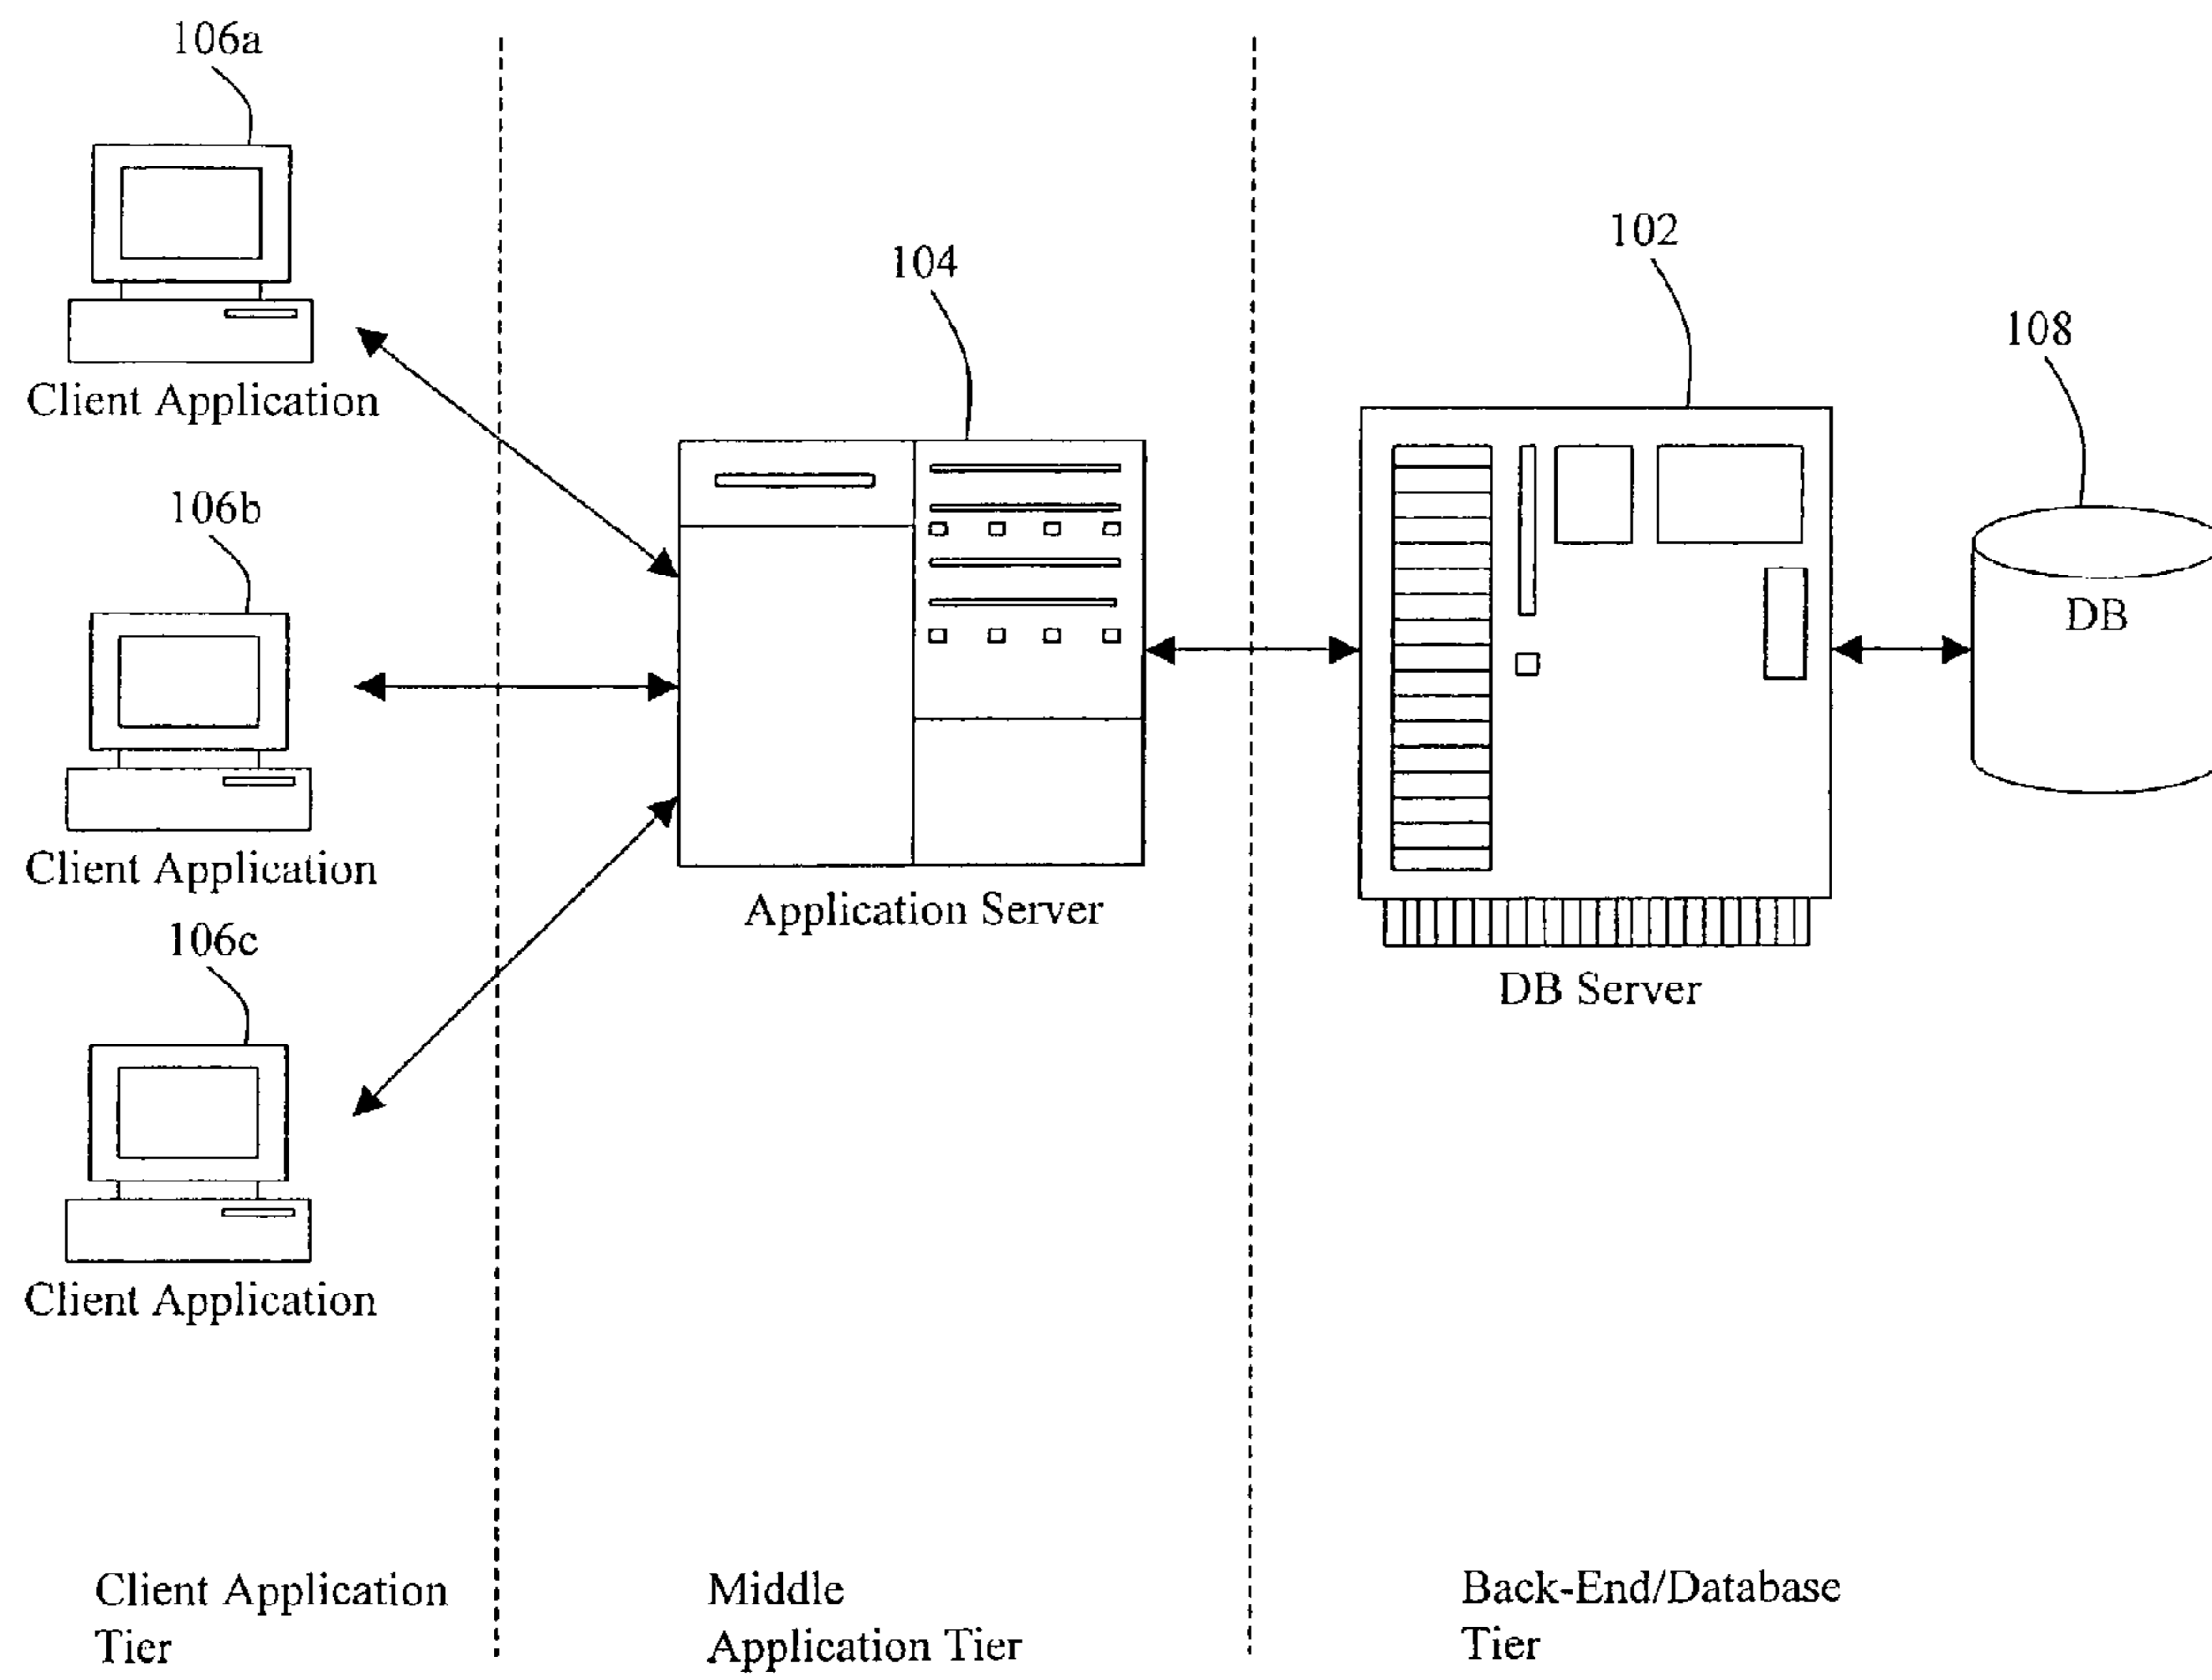 106a
Client Application
106b
Client Application
106c
Client Application
104
Application Server
102
DB Server
108
DB
Client Application
Tier
Middle
Application Tier
Back-End/Database
Tier